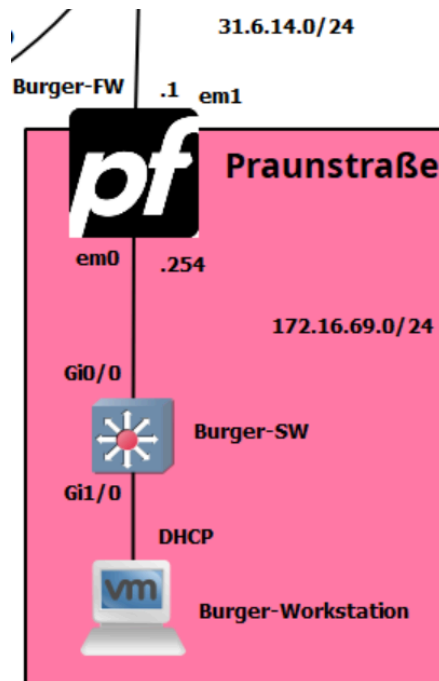 31.6.14.0/24
Burger-FW
.1
em1
pf
Praunstraße
em0
.254
172.16.69.0/24
Gi0/0
Burger-SW
Gi1/0
DHCP
vm
Burger-Workstation